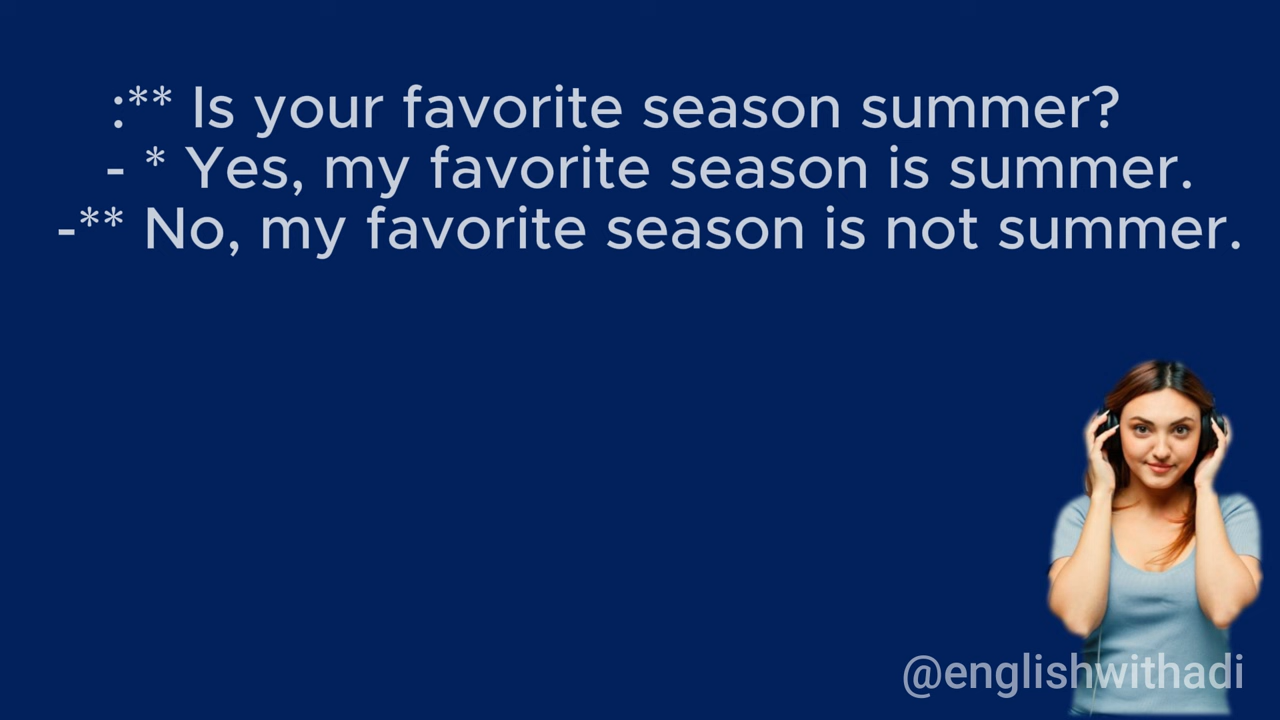 :** Is your favorite season summer?
- * Yes, my favorite season is summer.
-** No, my favorite season is not summer.
@englishwithadi